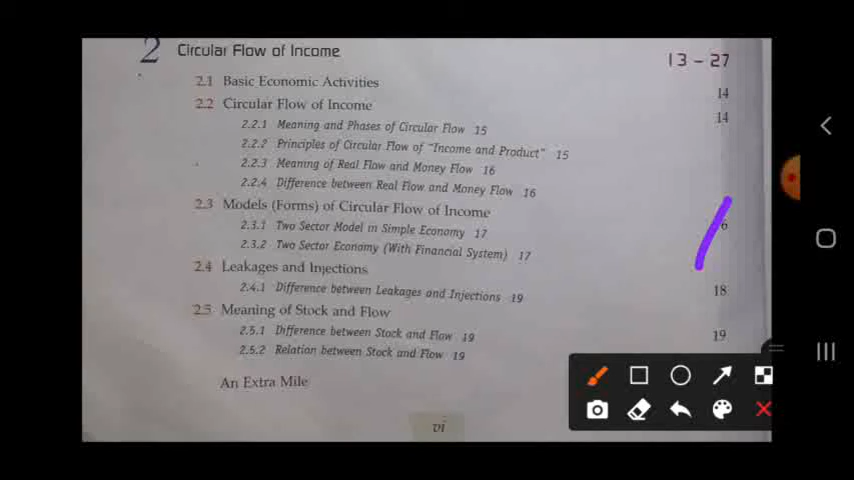 2 Circular Flow of Income 13 – 27
2.1 Basic Economic Activities 14
2.2 Circular Flow of Income 14
2.2.1 Meaning and Phases of Circular Flow 15
2.2.2 Principles of Circular Flow of "Income and Product" 15
2.2.3 Meaning of Real Flow and Money Flow 16
2.2.4 Difference between Real Flow and Money Flow 16
2.3 Models (Forms) of Circular Flow of Income
2.3.1 Two Sector Model in Simple Economy 17
2.3.2 Two Sector Economy (With Financial System) 17
2.4 Leakages and Injections 18
2.4.1 Difference between Leakages and Injections 19
2.5 Meaning of Stock and Flow 19
2.5.1 Difference between Stock and Flow 19
2.5.2 Relation between Stock and Flow 19
An Extra Mile
vi